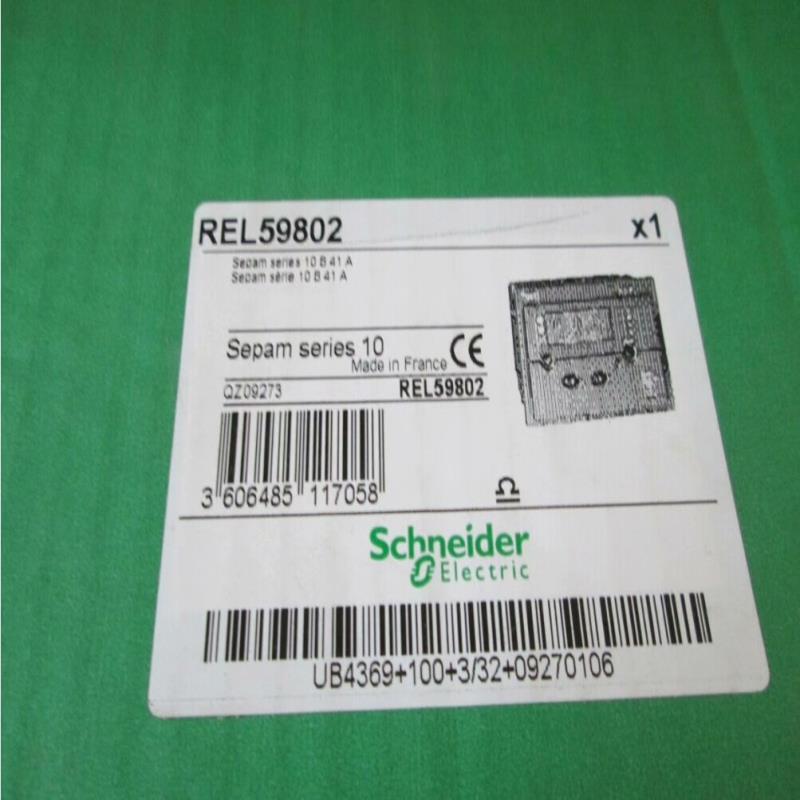 REL59802 x1
Sepam series 10 B 41 A
Sepam série 10 B 41 A
Sepam series 10
Made in France CE
QZ09273 REL59802
3 606485 117058
Schneider
Electric
UB4369+100+3/32+09270106